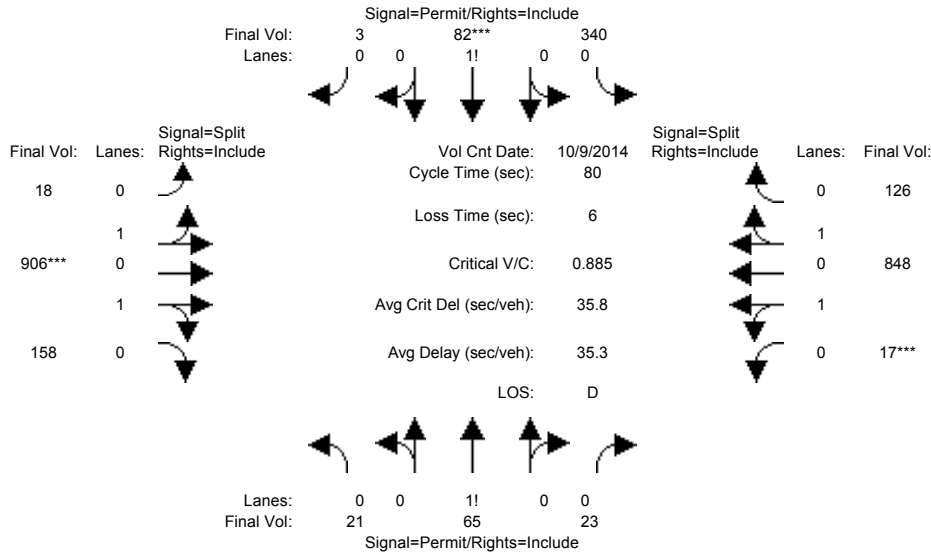 Signal=Permit/Rights=Include
Final Vol: 3 82*** 340
Lanes: 0 0 1! 0 0
Signal=Split Signal=Split
Final Vol: Lanes: Rights=Include Vol Cnt Date: 10/9/2014 Rights=Include Lanes: Final Vol:
Cycle Time (sec): 80
18 0 0 126
Loss Time (sec): 6
1 1
906*** 0 Critical V/C: 0.885 0 848
1 Avg Crit Del (sec/veh): 35.8 1
158 0 Avg Delay (sec/veh): 35.3 0 17***
LOS: D
Lanes: 0 0 1! 0 0
Final Vol: 21 65 23
Signal=Permit/Rights=Include